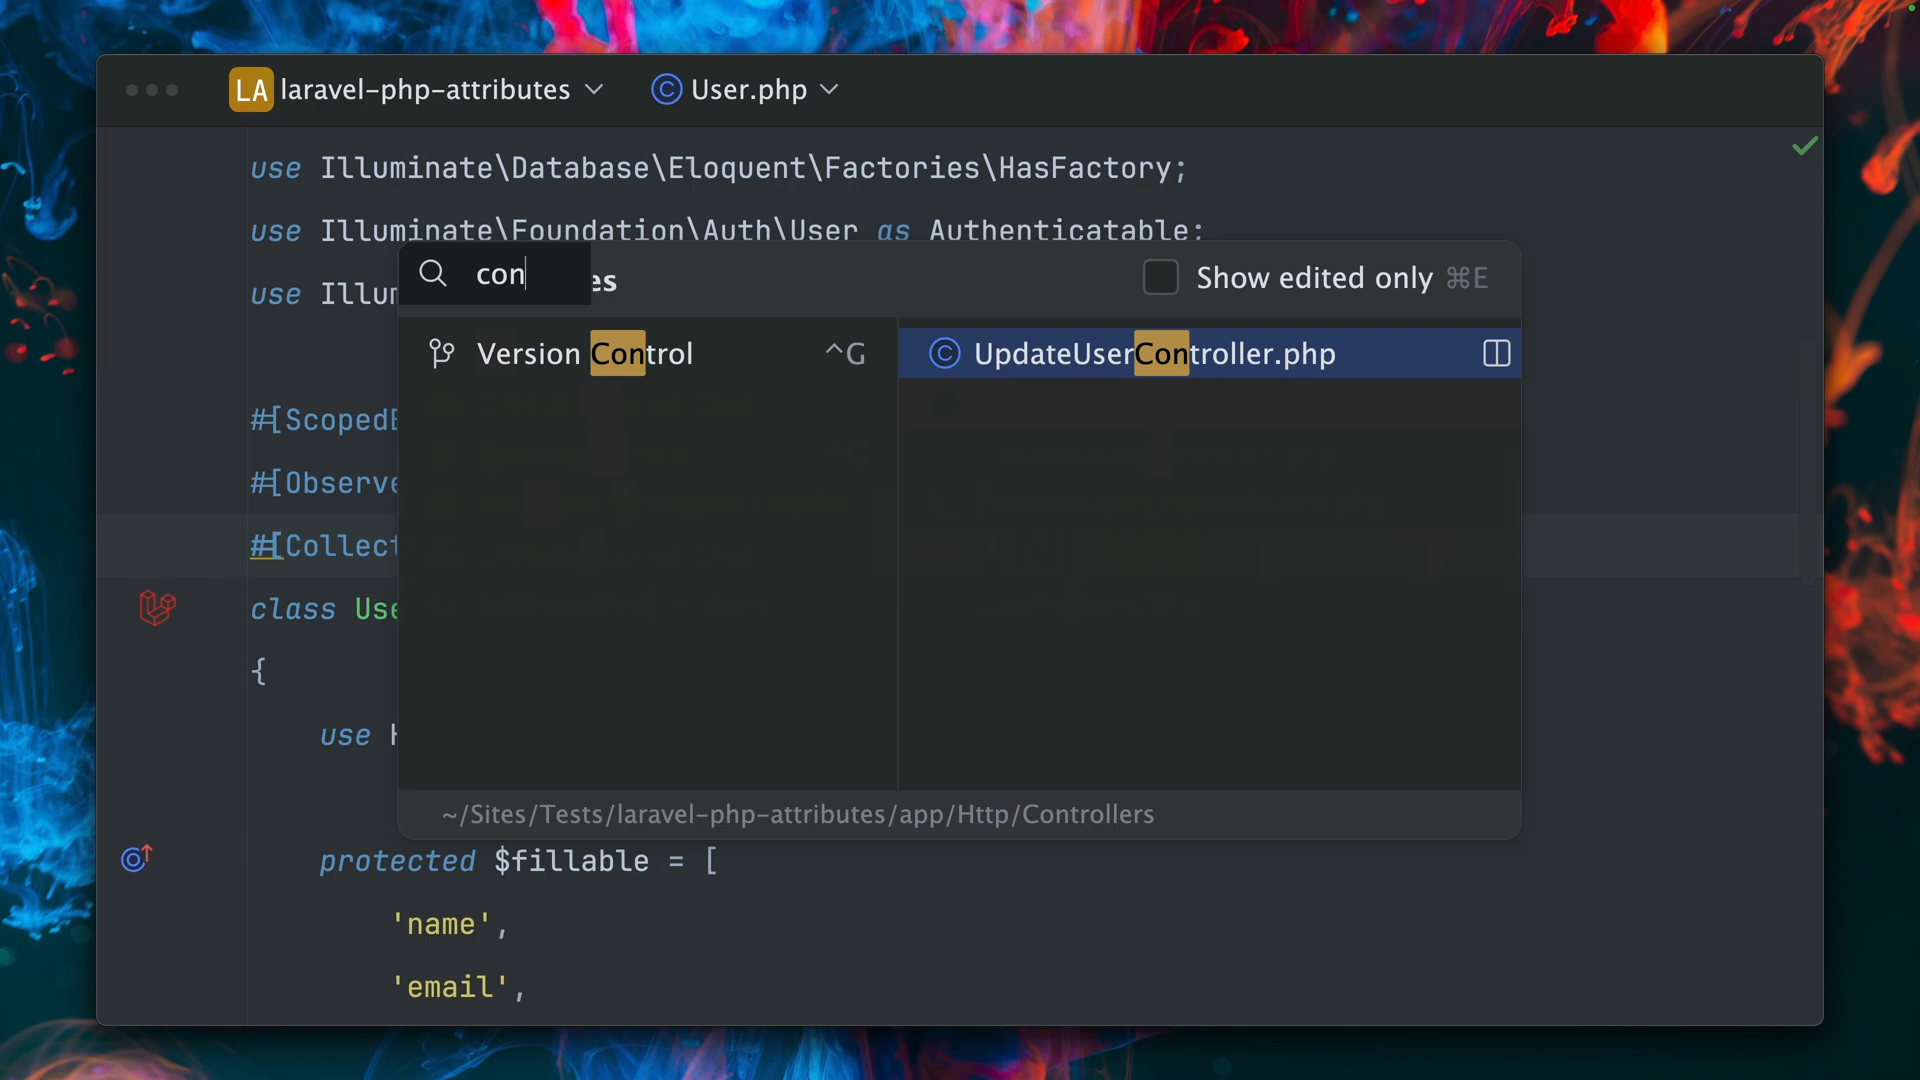 LA laravel-php-attributes
User.php
use Illuminate\Database\Eloquent\Factories\HasFactory;
use Illuminate\Foundation\Auth\User as Authenticatable;
use Illum
con
es
Show edited only ⌘E
Version Control ^G
UpdateUserController.php
#[Scoped
#[Observe
#[Collect
class Use
{
use H
~/Sites/Tests/laravel-php-attributes/app/Http/Controllers
protected $fillable = [
'name',
'email',